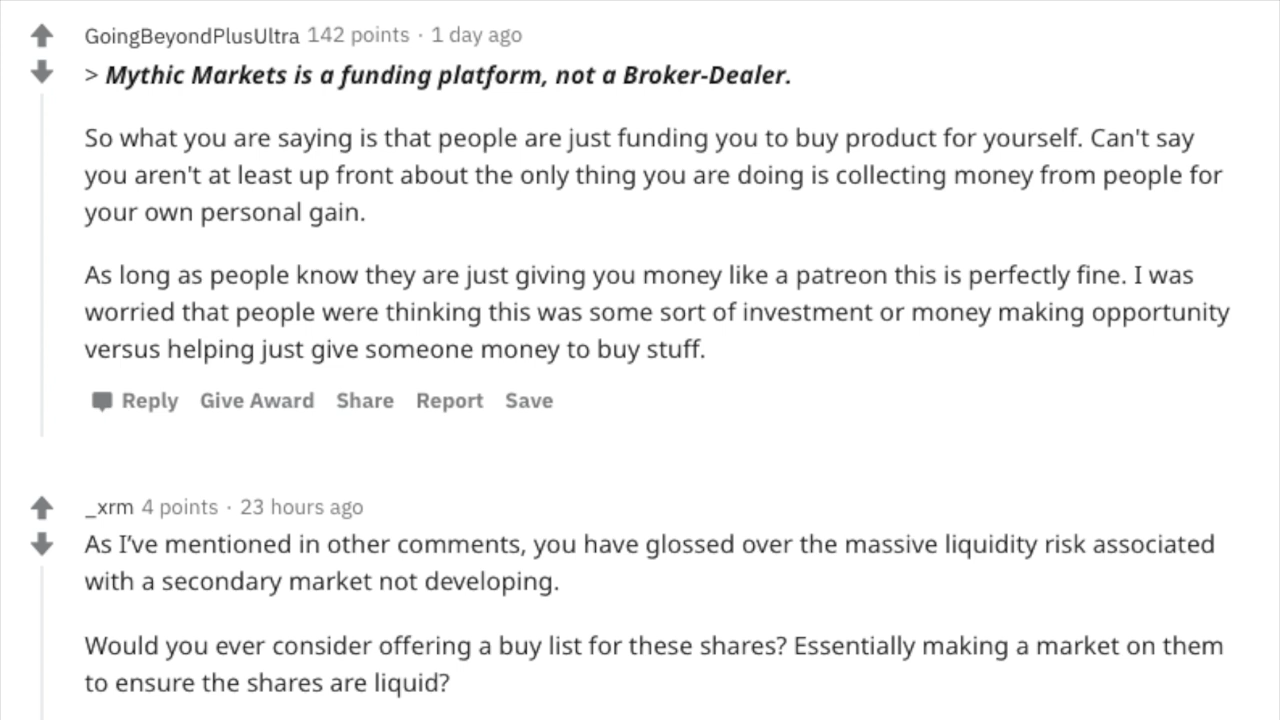 GoingBeyondPlusUltra 142 points · 1 day ago
> Mythic Markets is a funding platform, not a Broker-Dealer.
So what you are saying is that people are just funding you to buy product for yourself. Can't say
you aren't at least up front about the only thing you are doing is collecting money from people for
your own personal gain.
As long as people know they are just giving you money like a patreon this is perfectly fine. I was
worried that people were thinking this was some sort of investment or money making opportunity
versus helping just give someone money to buy stuff.
Reply Give Award Share Report Save
_xrm 4 points · 23 hours ago
As I’ve mentioned in other comments, you have glossed over the massive liquidity risk associated
with a secondary market not developing.
Would you ever consider offering a buy list for these shares? Essentially making a market on them
to ensure the shares are liquid?